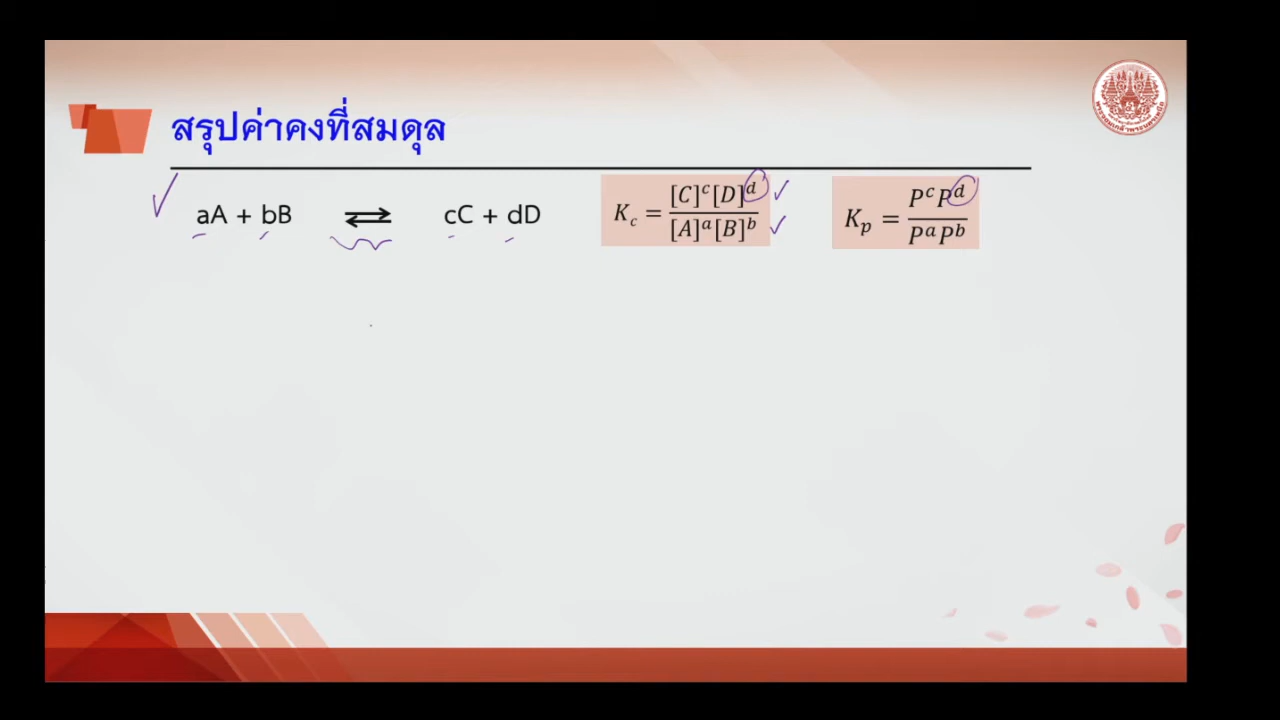 สรุปค่าคงที่สมดุล
aA + bB ⇌ cC + dD K_c = [C]^c[D]^d / [A]^a[B]^b K_p = P^c P^d / P^a P^b